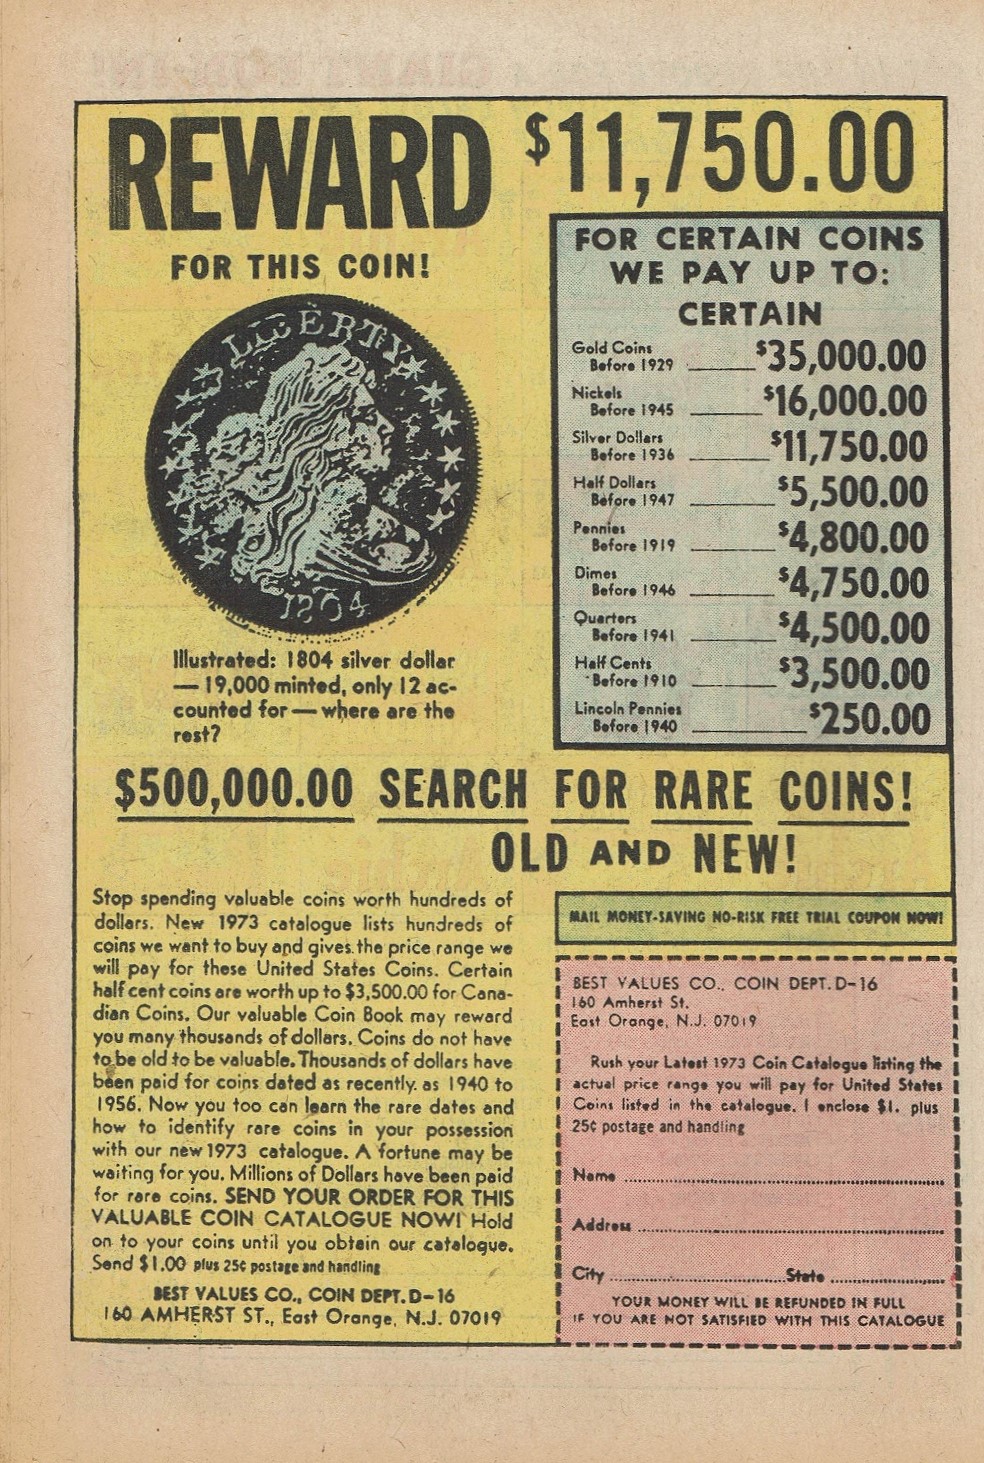 REWARD $11,750.00
FOR THIS COIN!
LIBERTY
1804
Illustrated: 1804 silver dollar
— 19,000 minted, only 12 ac-
counted for — where are the
rest?
FOR CERTAIN COINS
WE PAY UP TO:
CERTAIN
Gold Coins
Before 1929 $35,000.00
Nickels
Before 1945 $16,000.00
Silver Dollars
Before 1936 $11,750.00
Half Dollars
Before 1947 $5,500.00
Pennies
Before 1919 $4,800.00
Dimes
Before 1946 $4,750.00
Quarters
Before 1941 $4,500.00
Half Cents
Before 1910 $3,500.00
Lincoln Pennies
Before 1940 $250.00
$500,000.00 SEARCH FOR RARE COINS!
OLD AND NEW!
Stop spending valuable coins worth hundreds of
dollars. New 1973 catalogue lists hundreds of
coins we want to buy and gives the price range we
will pay for these United States Coins. Certain
half cent coins are worth up to $3,500.00 for Cana-
dian Coins. Our valuable Coin Book may reward
you many thousands of dollars. Coins do not have
to be old to be valuable. Thousands of dollars have
been paid for coins dated as recently as 1940 to
1956. Now you too can learn the rare dates and
how to identify rare coins in your possession
with our new 1973 catalogue. A fortune may be
waiting for you. Millions of Dollars have been paid
for rare coins. SEND YOUR ORDER FOR THIS
VALUABLE COIN CATALOGUE NOW! Hold
on to your coins until you obtain our catalogue.
Send $1.00 plus 25¢ postage and handling
BEST VALUES CO., COIN DEPT. D-16
160 AMHERST ST., East Orange, N.J. 07019
MAIL MONEY-SAVING NO-RISK FREE TRIAL COUPON NOW!
BEST VALUES CO., COIN DEPT. D-16
160 Amherst St.
East Orange, N.J. 07019
Rush your Latest 1973 Coin Catalogue listing the
actual price range you will pay for United States
Coins listed in the catalogue. I enclose $1. plus
25¢ postage and handling
Name
Address
City State
YOUR MONEY WILL BE REFUNDED IN FULL
IF YOU ARE NOT SATISFIED WITH THIS CATALOGUE